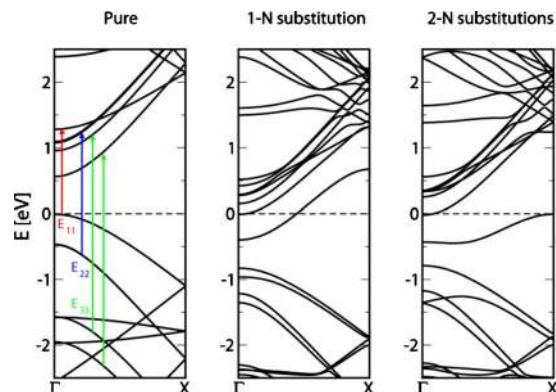 Pure
1-N substitution
2-N substitutions
E [eV]
2
1
0
-1
-2
E11
E22
E33
Γ
X
2
1
0
-1
-2
Γ
X
2
1
0
-1
-2
Γ
X